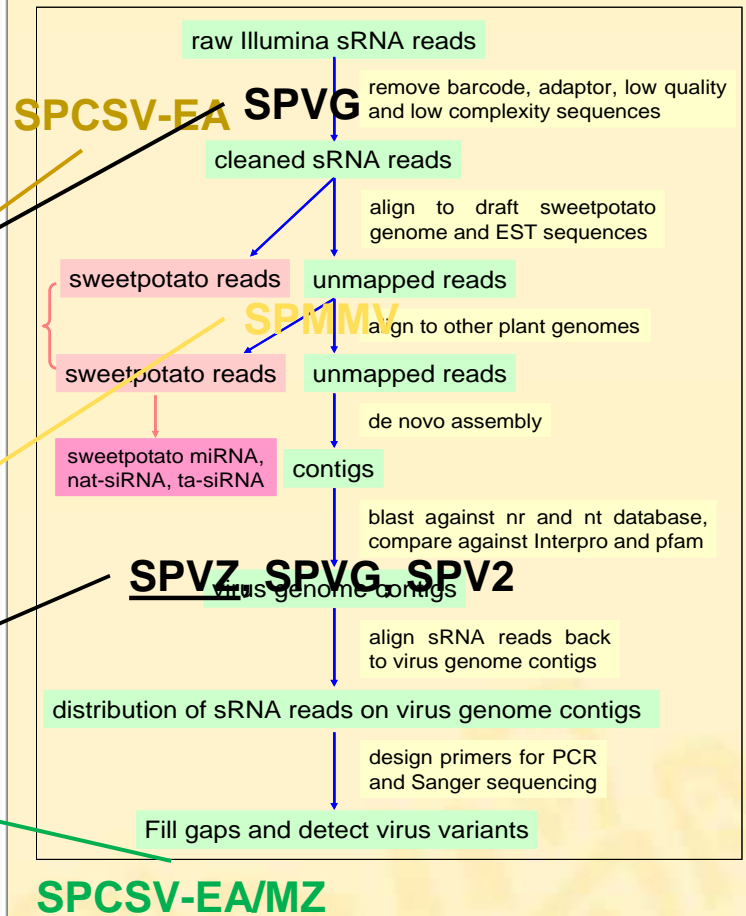 raw Illumina sRNA reads
remove barcode, adaptor, low quality
and low complexity sequences
SPCSV-EA
SPVG
cleaned sRNA reads
align to draft sweetpotato
genome and EST sequences
sweetpotato reads
unmapped reads
SPMMV
align to other plant genomes
sweetpotato reads
unmapped reads
de novo assembly
sweetpotato miRNA,
nat-siRNA, ta-siRNA
contigs
blast against nr and nt database,
compare against Interpro and pfam
SPVZ, SPVG, SPV2
virus genome contigs
align sRNA reads back
to virus genome contigs
distribution of sRNA reads on virus genome contigs
design primers for PCR
and Sanger sequencing
Fill gaps and detect virus variants
SPCSV-EA/MZ